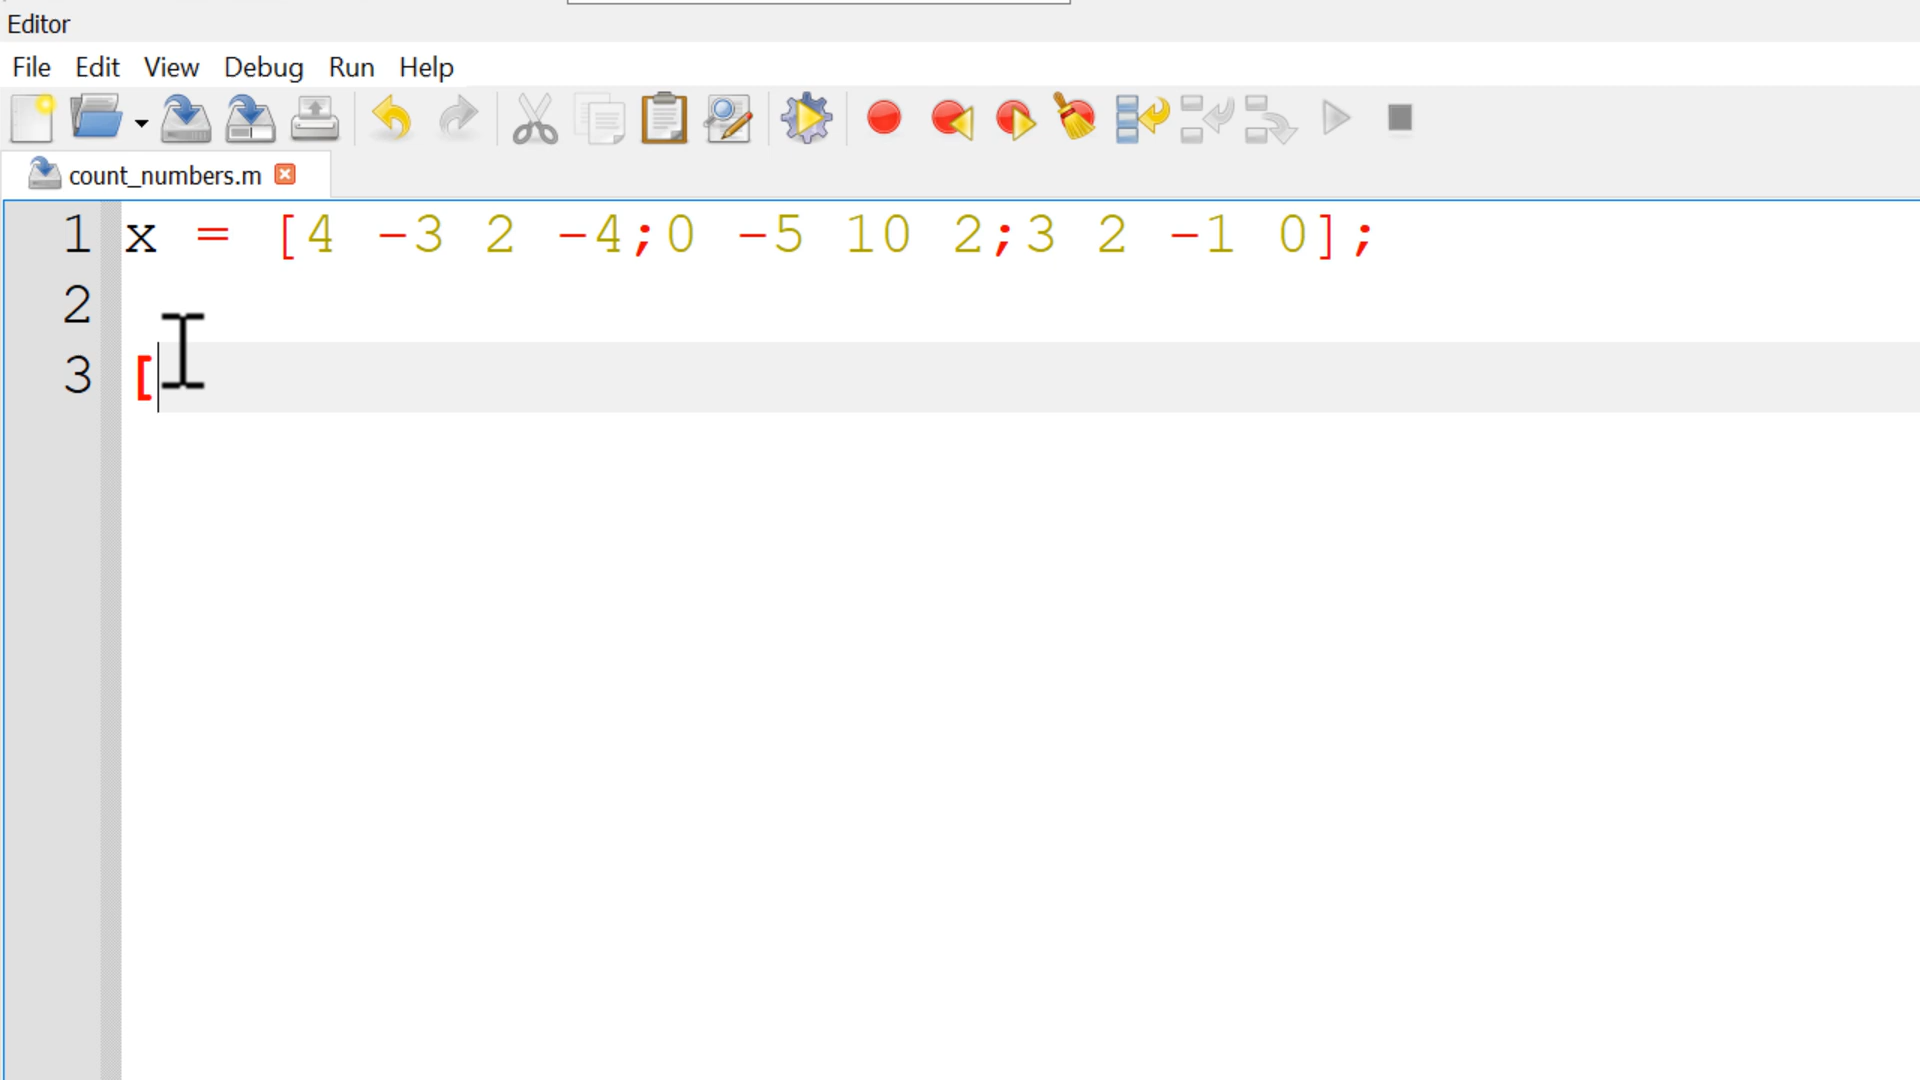 Editor
File Edit View Debug Run Help
count_numbers.m
1 x = [4 -3 2 -4;0 -5 10 2;3 2 -1 0];
2
3 [